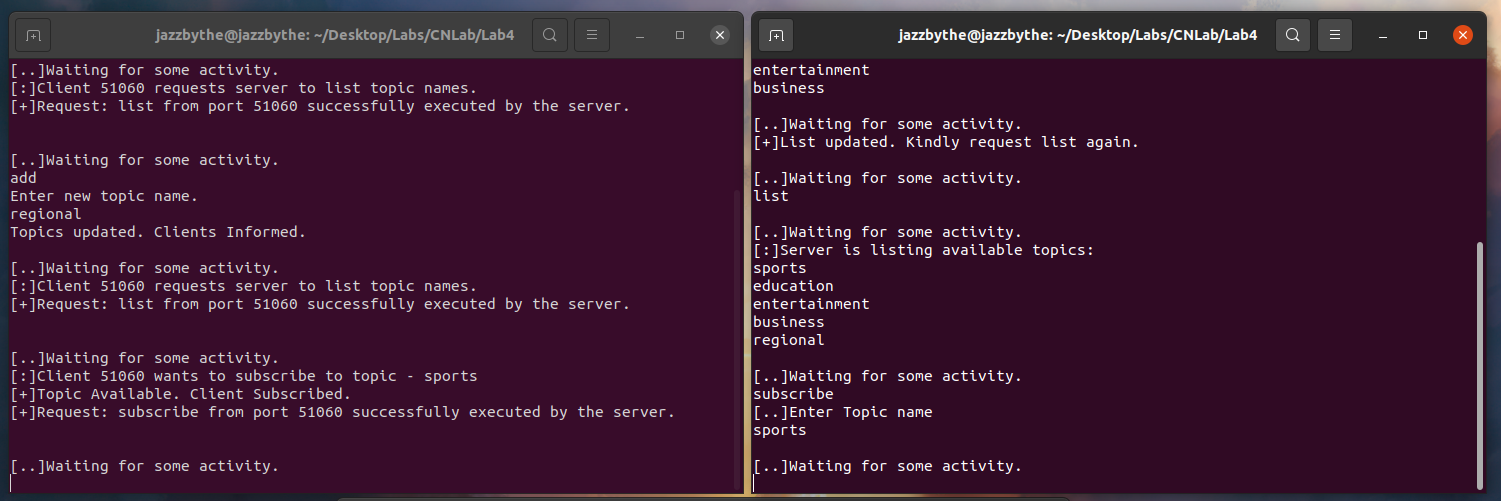 jazzbythe@jazzbythe: ~/Desktop/Labs/CNLab/Lab4
[..]Waiting for some activity.
[:]Client 51060 requests server to list topic names.
[+]Request: list from port 51060 successfully executed by the server.
[..]Waiting for some activity.
add
Enter new topic name.
regional
Topics updated. Clients Informed.
[..]Waiting for some activity.
[:]Client 51060 requests server to list topic names.
[+]Request: list from port 51060 successfully executed by the server.
[..]Waiting for some activity.
[:]Client 51060 wants to subscribe to topic - sports
[+]Topic Available. Client Subscribed.
[+]Request: subscribe from port 51060 successfully executed by the server.
[..]Waiting for some activity.
jazzbythe@jazzbythe: ~/Desktop/Labs/CNLab/Lab4
entertainment
business
[..]Waiting for some activity.
[+]List updated. Kindly request list again.
[..]Waiting for some activity.
list
[..]Waiting for some activity.
[:]Server is listing available topics:
sports
education
entertainment
business
regional
[..]Waiting for some activity.
subscribe
[..]Enter Topic name
sports
[..]Waiting for some activity.